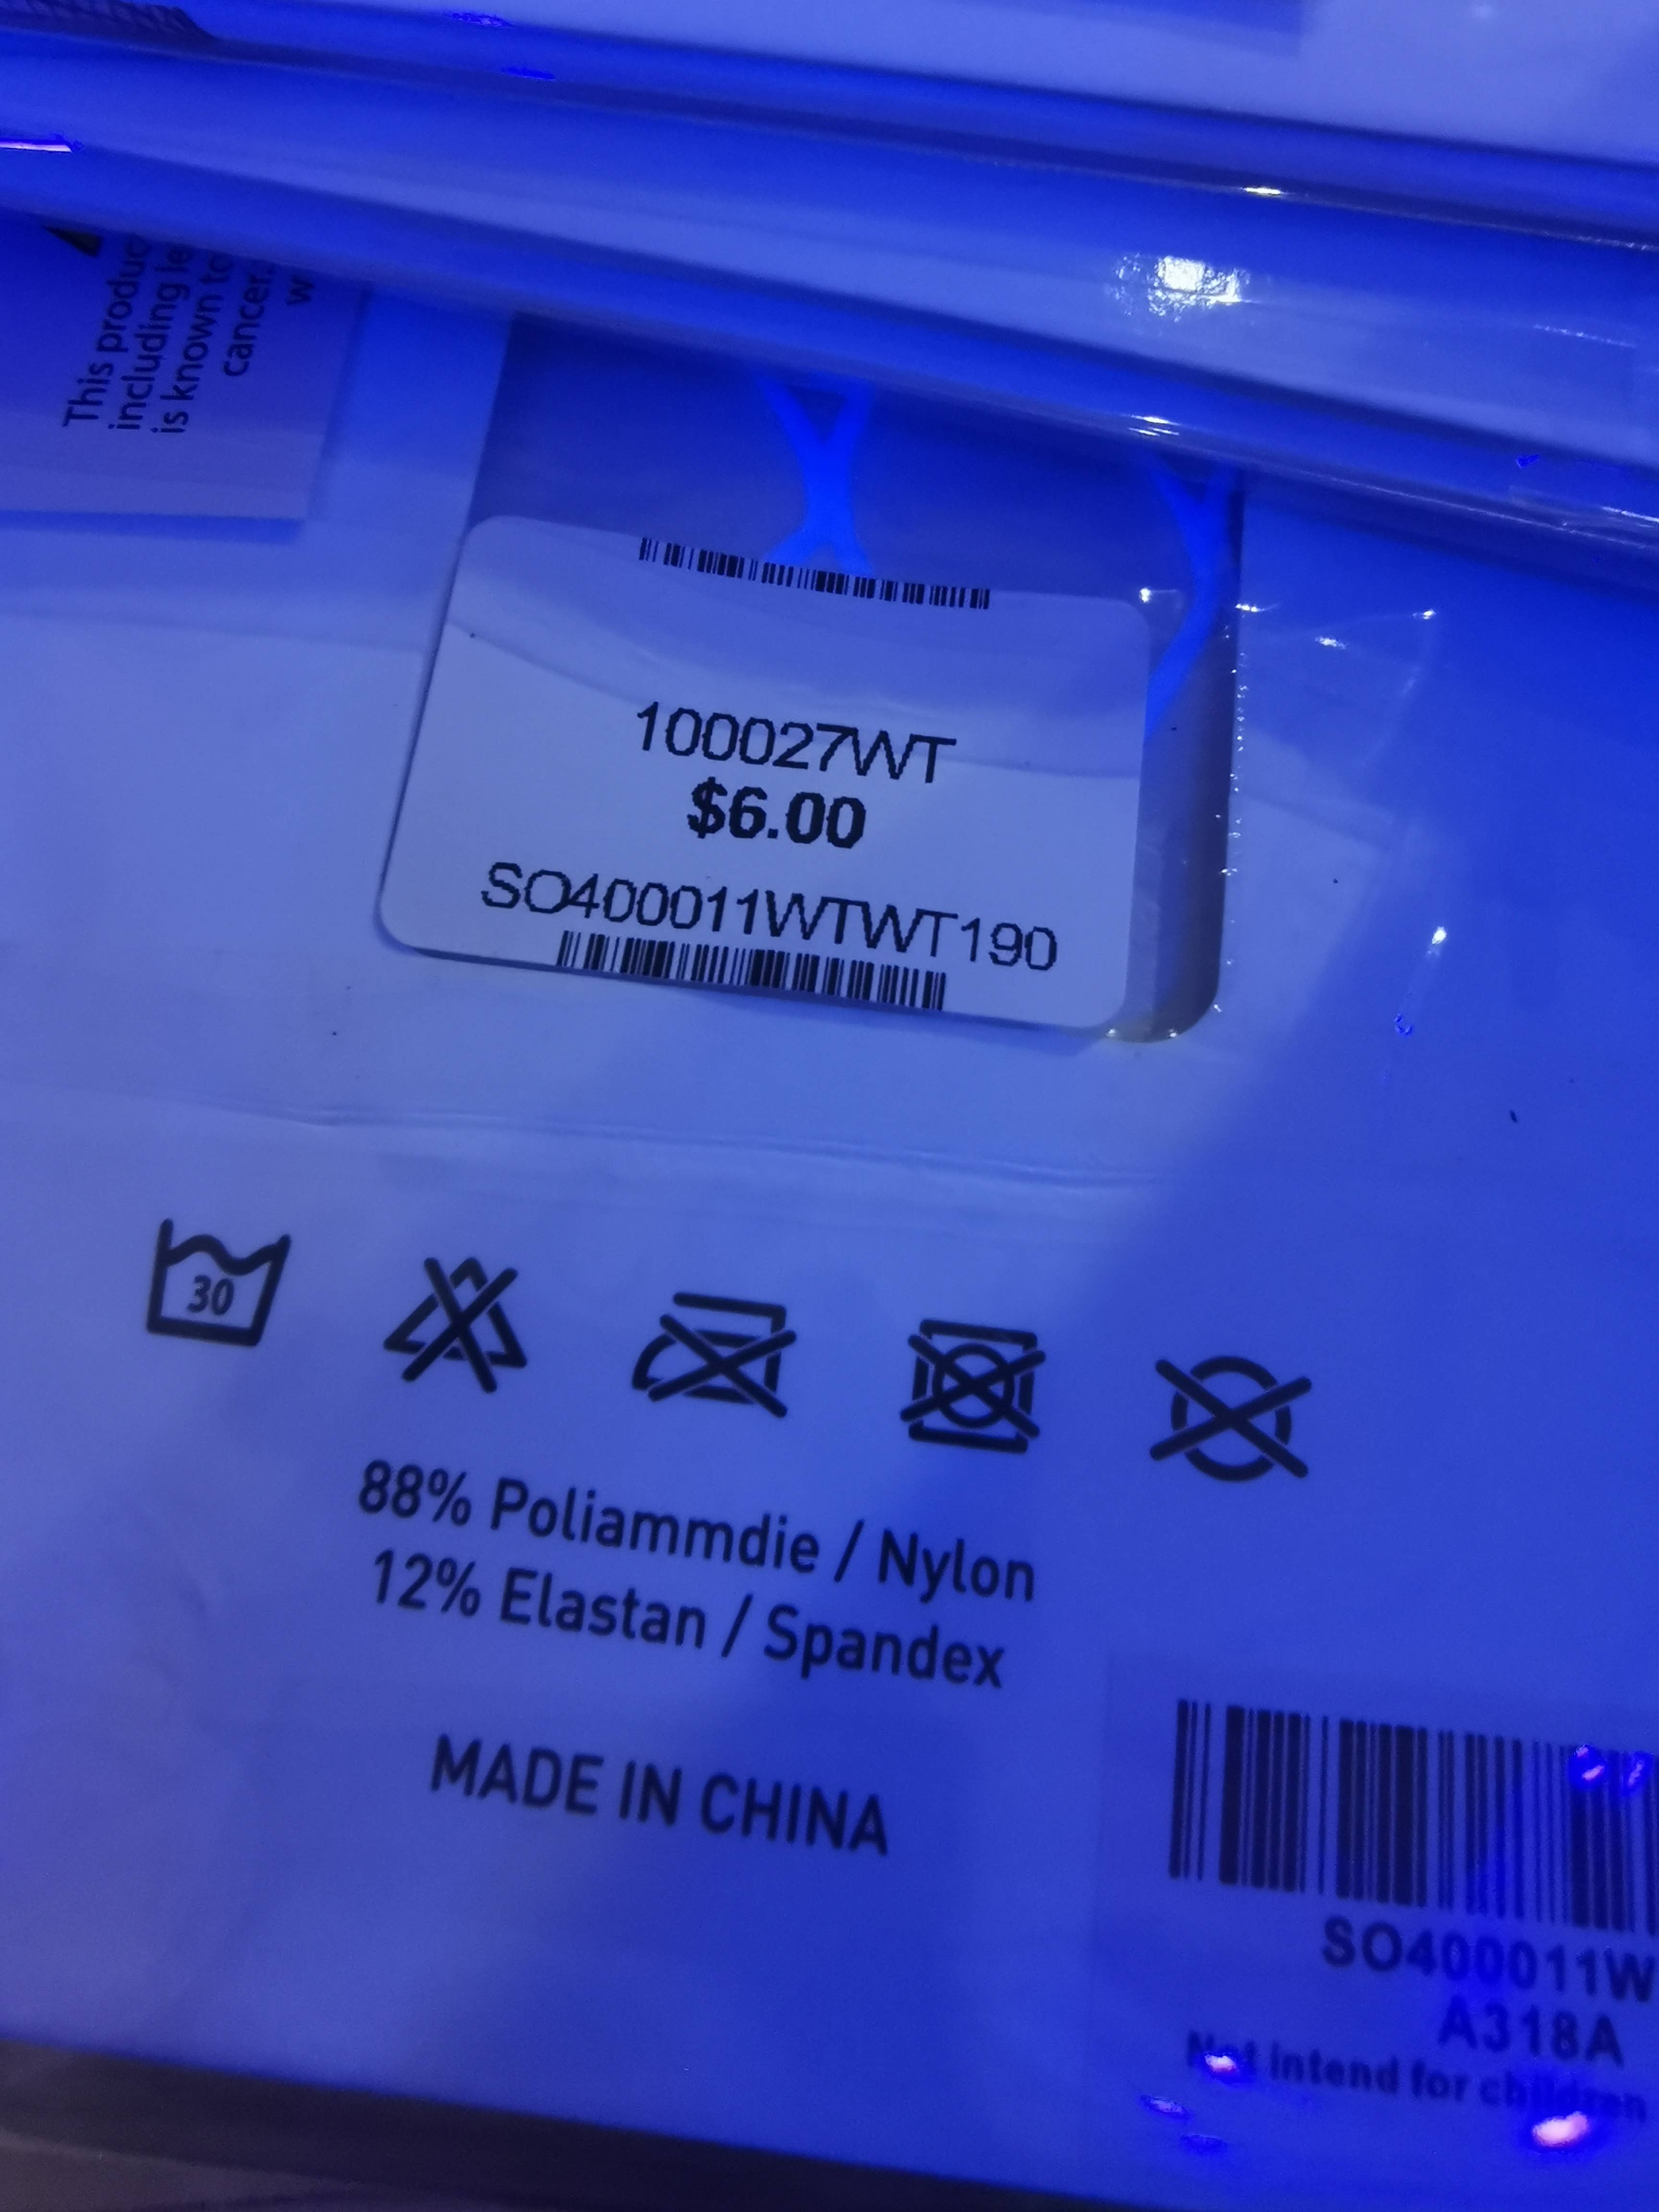 This produc
including le
is known to
cancer.
w
100027WT
$6.00
SO400011WTWT190
30
88% Poliammdie / Nylon
12% Elastan / Spandex
MADE IN CHINA
SO400011W
A318A
Not intend for children